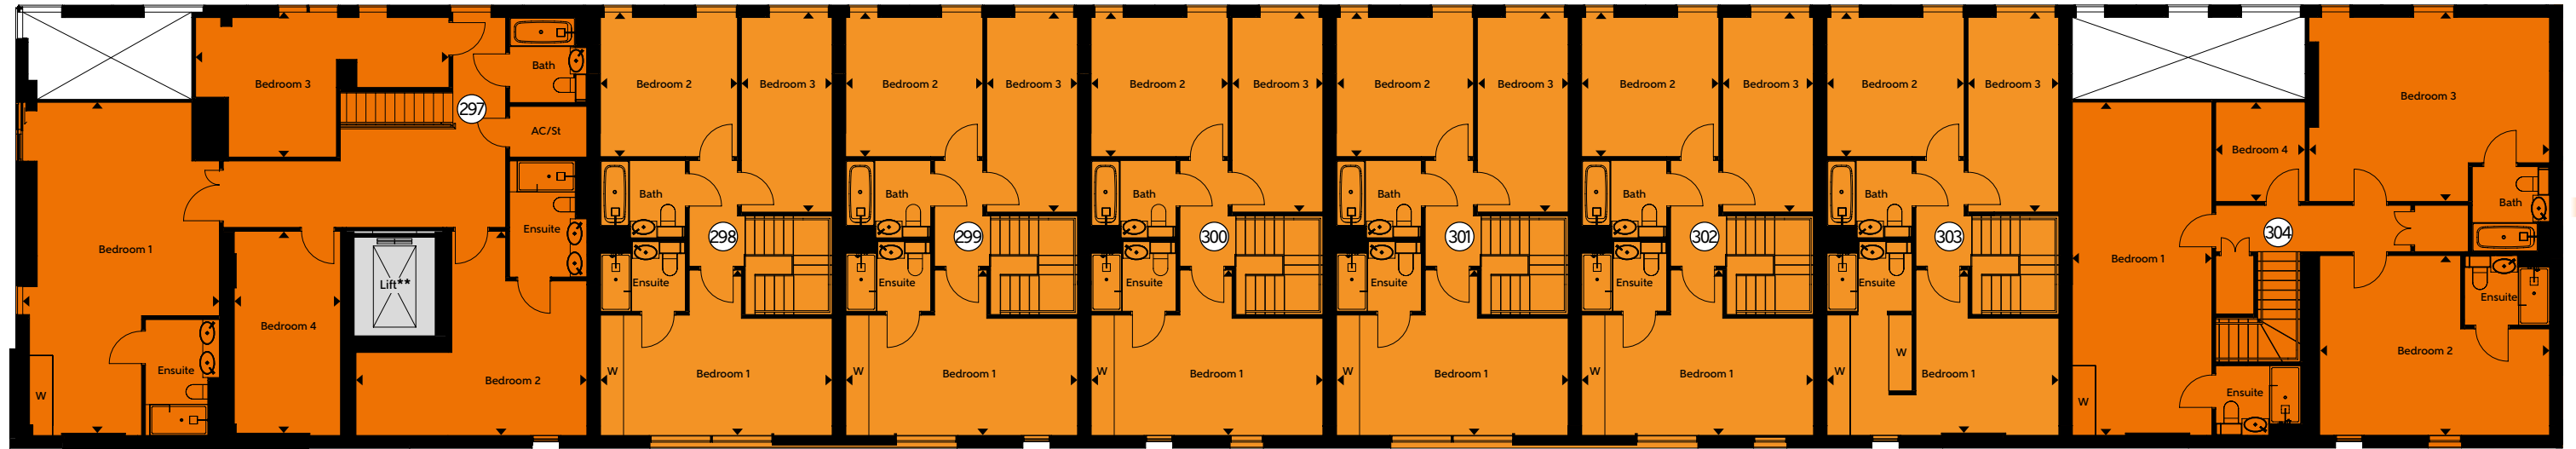 Bedroom 3
Bath
297
AC/St
Bedroom 1
Ensuite
Lift**
Bedroom 4
Bedroom 2
Ensuite
W
Bedroom 2
Bedroom 3
Bath
298
Ensuite
W
Bedroom 1
Bedroom 2
Bedroom 3
Bath
299
Ensuite
W
Bedroom 1
Bedroom 2
Bedroom 3
Bath
300
Ensuite
W
Bedroom 1
Bedroom 2
Bedroom 3
Bath
301
Ensuite
W
Bedroom 1
Bedroom 2
Bedroom 3
Bath
302
Ensuite
W
Bedroom 1
Bedroom 2
Bedroom 3
Bath
303
Ensuite
W
W
Bedroom 1
Bedroom 3
Bedroom 4
Bath
304
Bedroom 1
Ensuite
Bedroom 2
Ensuite
W